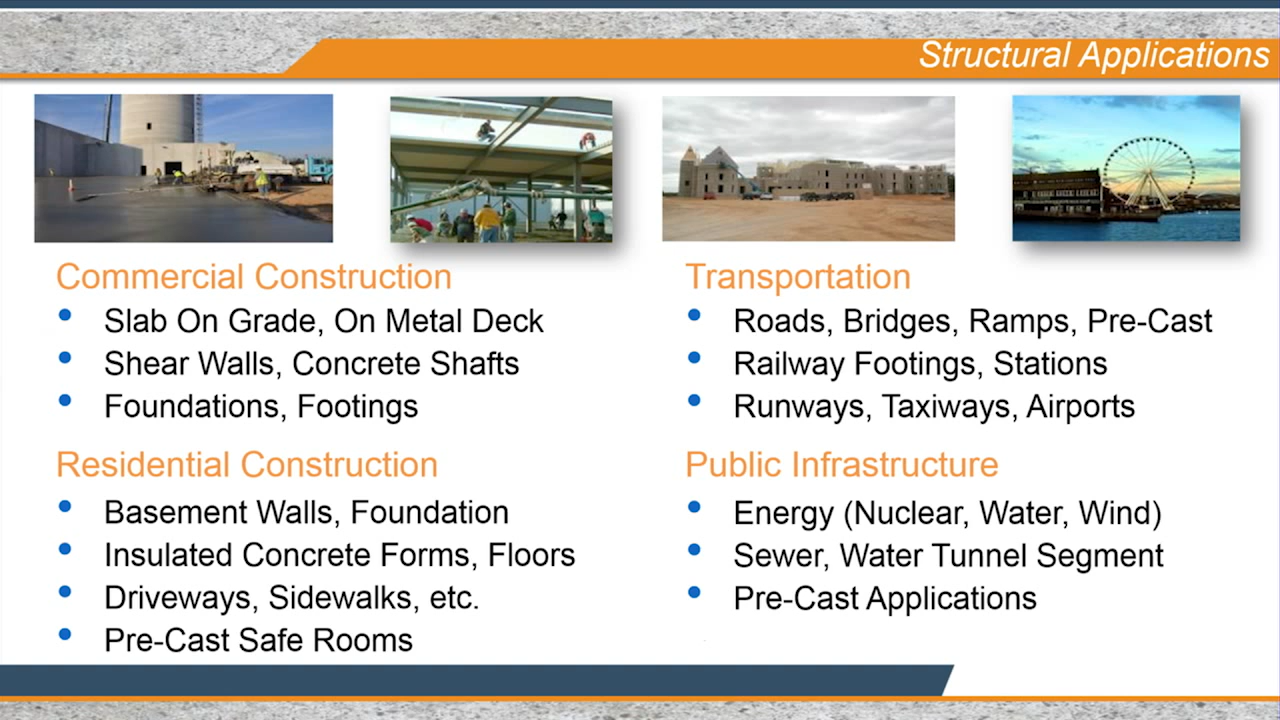 Structural Applications
Commercial Construction
Slab On Grade, On Metal Deck
Shear Walls, Concrete Shafts
Foundations, Footings
Residential Construction
Basement Walls, Foundation
Insulated Concrete Forms, Floors
Driveways, Sidewalks, etc.
Pre-Cast Safe Rooms
Transportation
Roads, Bridges, Ramps, Pre-Cast
Railway Footings, Stations
Runways, Taxiways, Airports
Public Infrastructure
Energy (Nuclear, Water, Wind)
Sewer, Water Tunnel Segment
Pre-Cast Applications